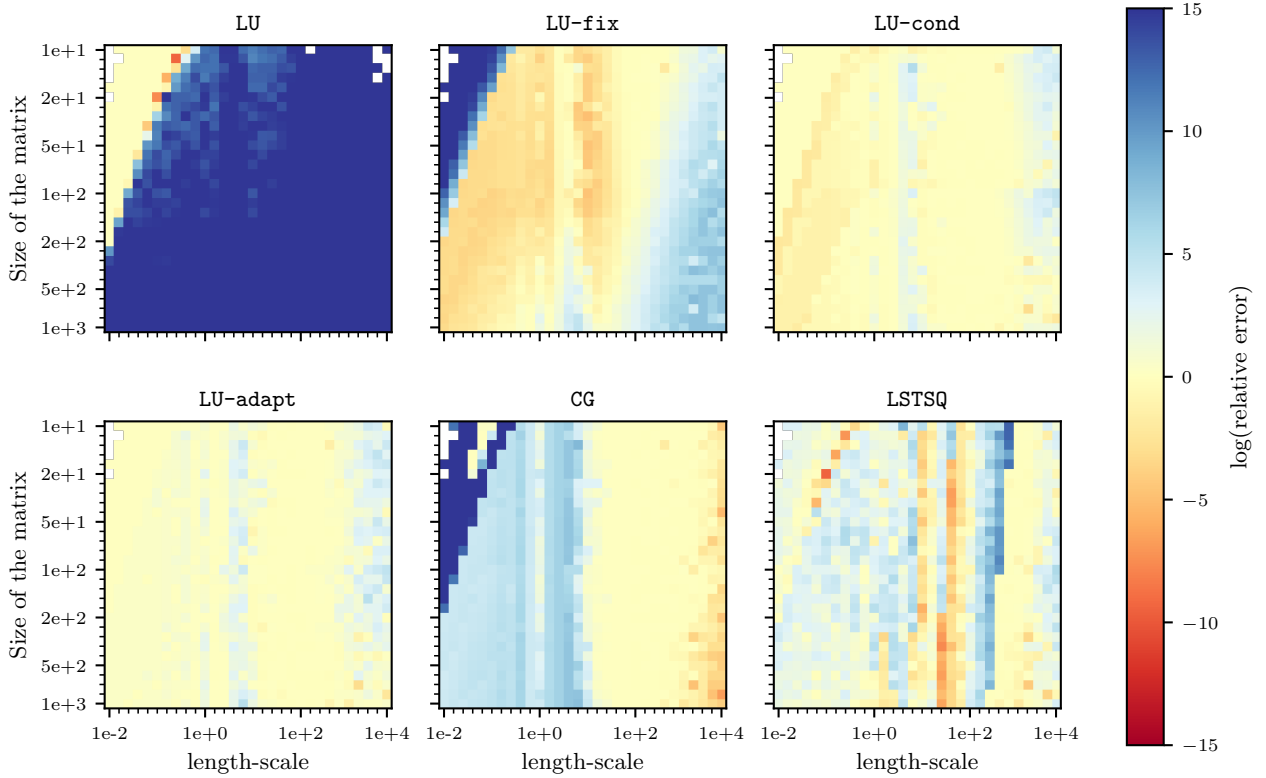 LU LU-fix LU-cond
1e+1
2e+1
5e+1
1e+2
2e+2
5e+2
1e+3
Size of the matrix
LU-adapt CG LSTSQ
1e+1
2e+1
5e+1
1e+2
2e+2
5e+2
1e+3
Size of the matrix
1e-2 1e+0 1e+2 1e+4 1e-2 1e+0 1e+2 1e+4 1e-2 1e+0 1e+2 1e+4
length-scale length-scale length-scale
15
10
5
0
−5
−10
−15
log(relative error)